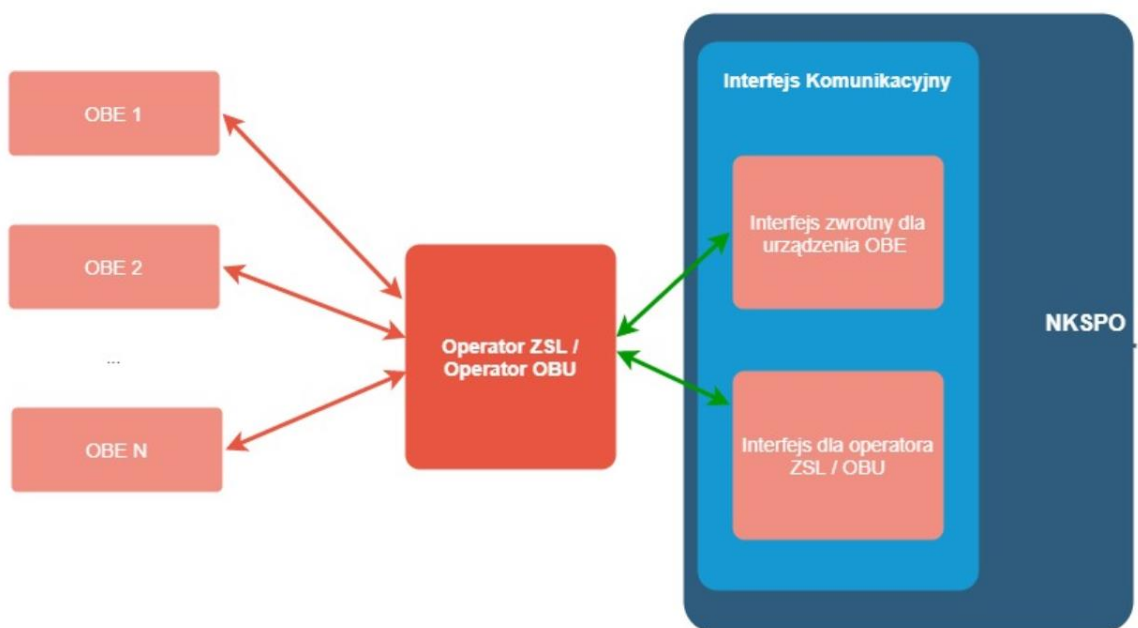 OBE 1
OBE 2
...
OBE N
Operator ZSL /
Operator OBU
Interfejs Komunikacyjny
Interfejs zwrotny dla
urządzenia OBE
Interfejs dla operatora
ZSL / OBU
NKSPO